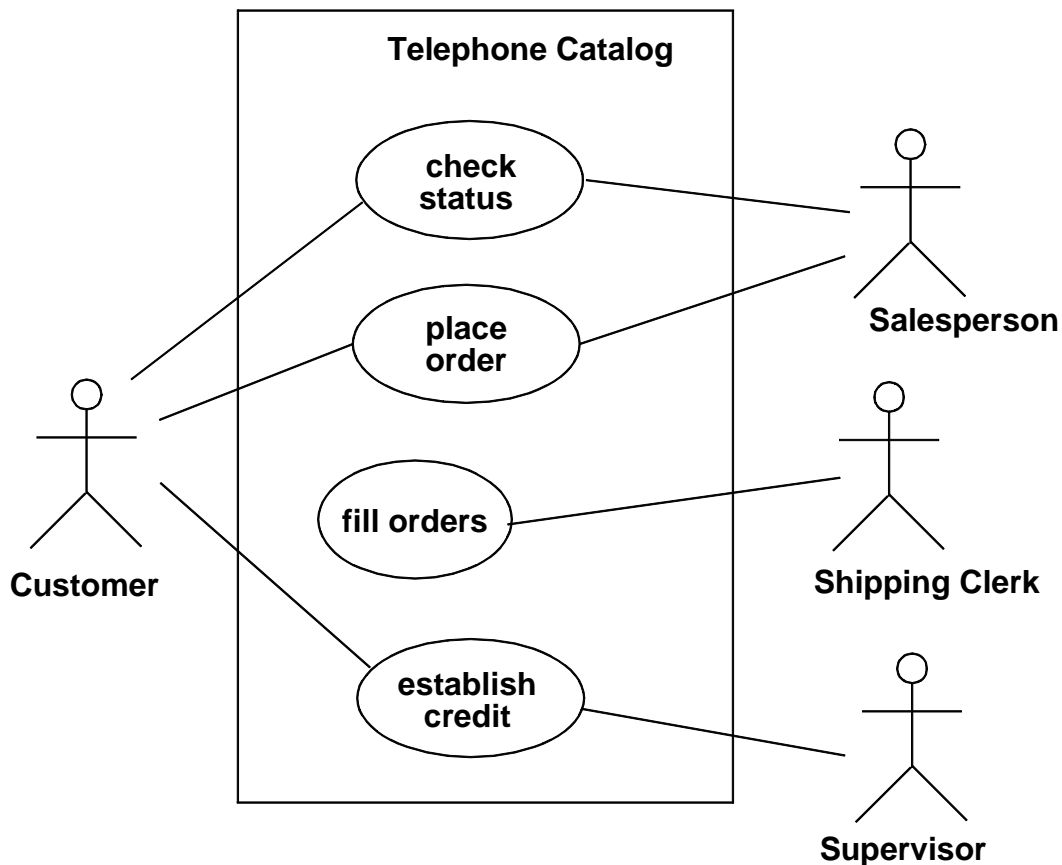 Telephone Catalog
check
status
Salesperson
place
order
fill orders
Customer
Shipping Clerk
establish
credit
Supervisor